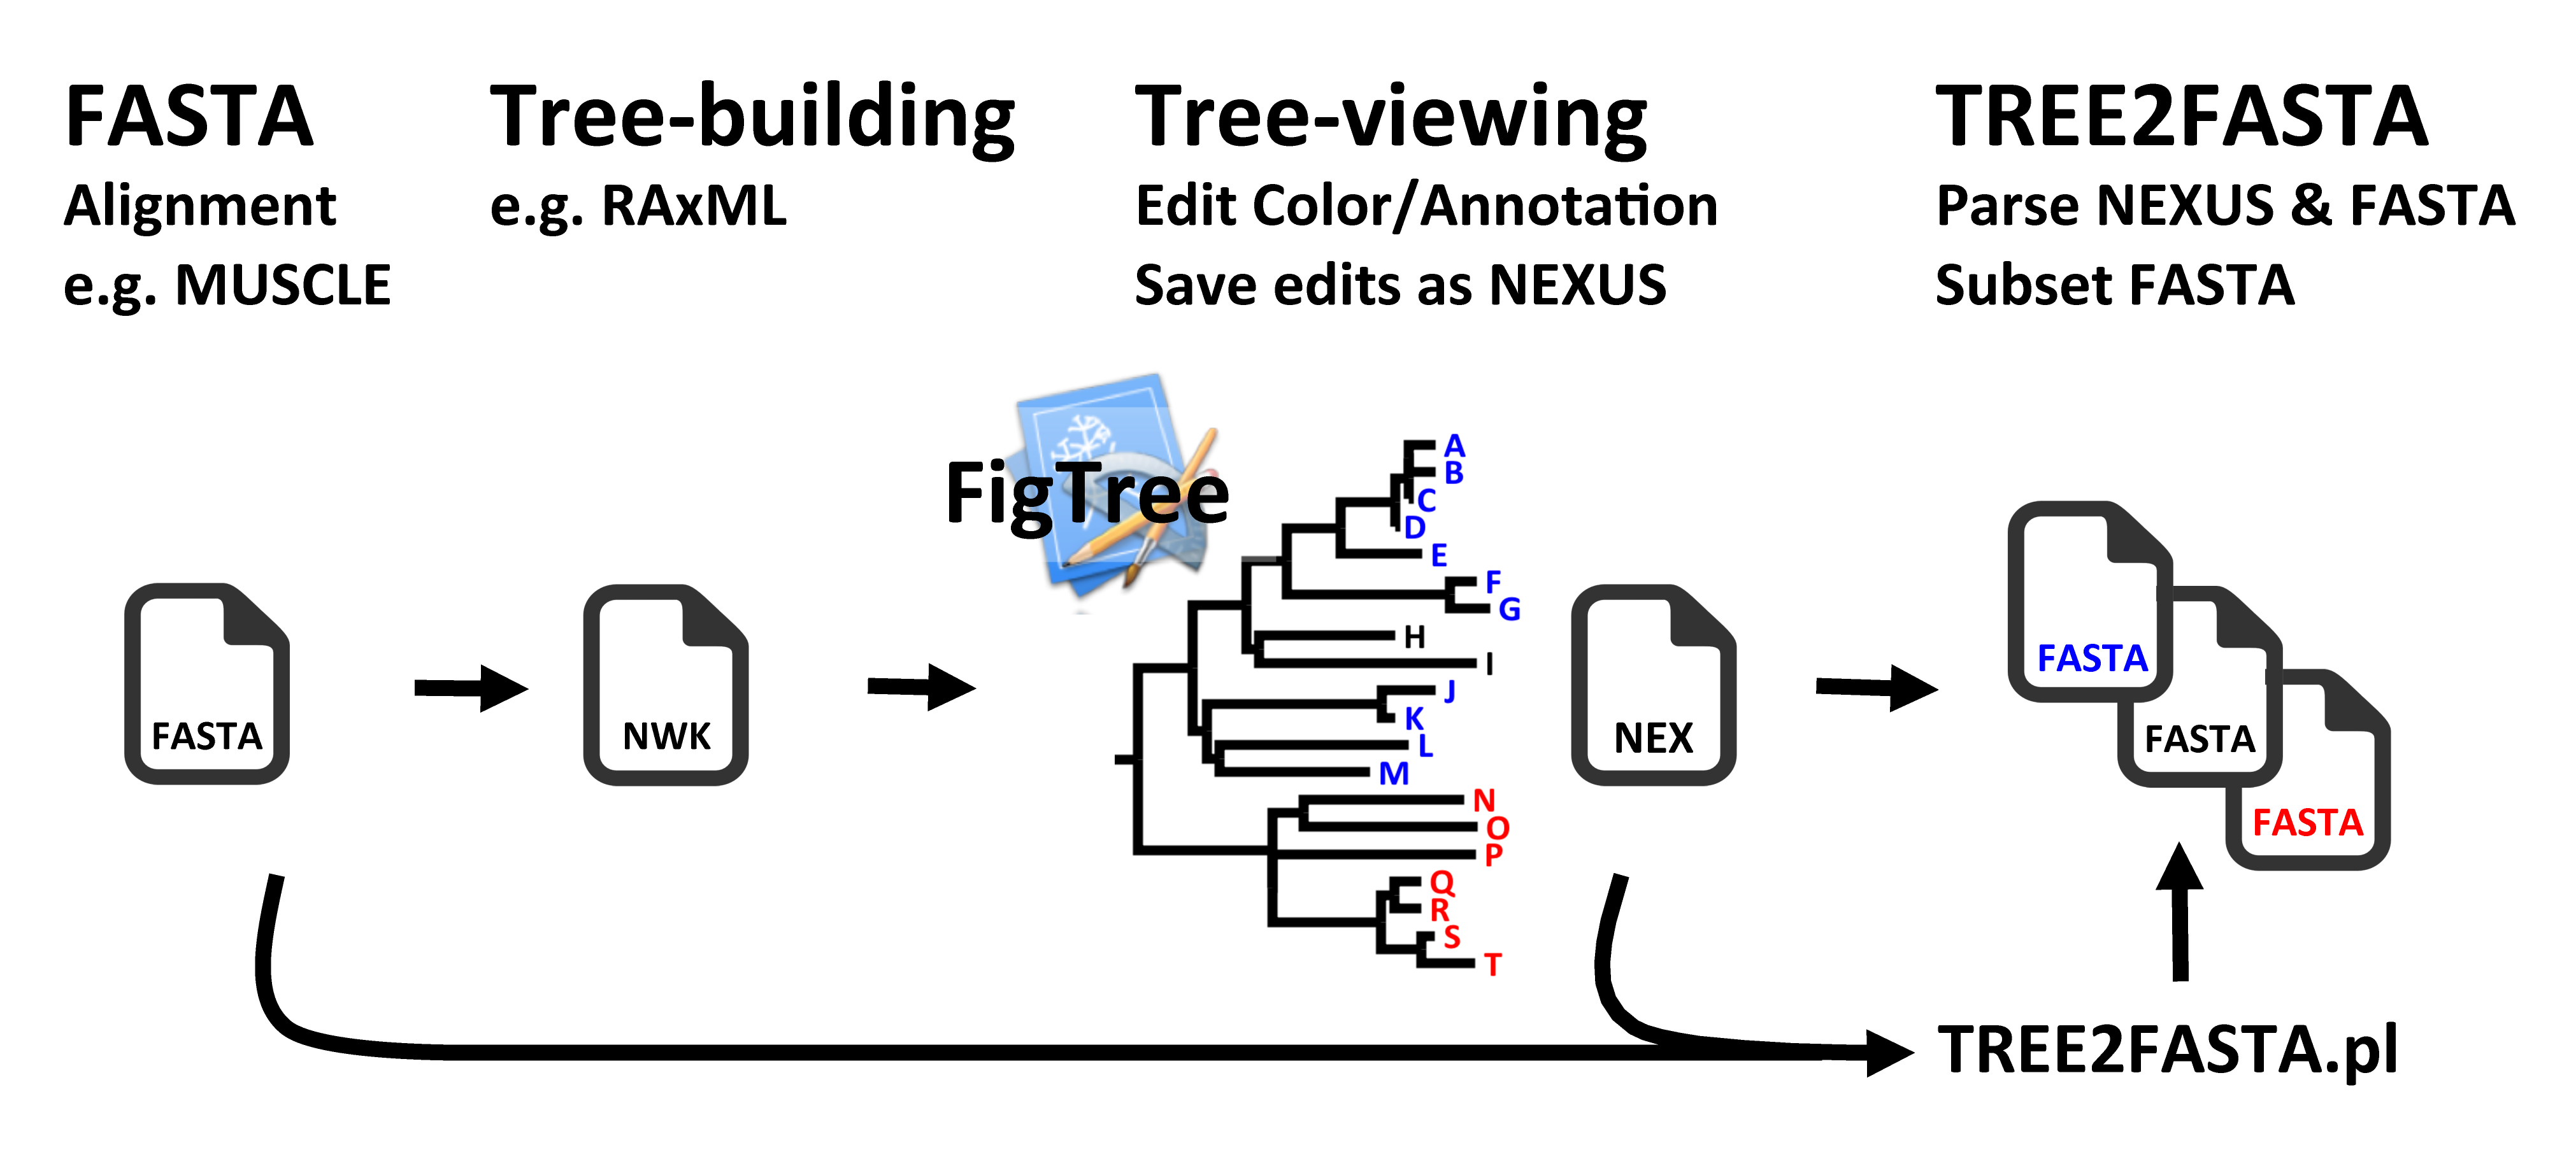 FASTA
Alignment
e.g. MUSCLE
Tree-building
e.g. RAxML
Tree-viewing
Edit Color/Annotation
Save edits as NEXUS
TREE2FASTA
Parse NEXUS & FASTA
Subset FASTA
FASTA
NWK
FigTree
A
B
C
D
E
F
G
H
I
J
K
L
M
N
O
P
Q
R
S
T
NEX
FASTA
FASTA
FASTA
TREE2FASTA.pl